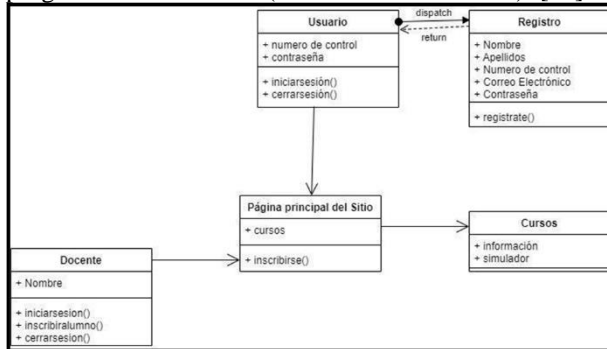 Usuario
+ numero de control
+ contraseña
+ iniciarsesión()
+ cerrarsesión()
dispatch
return
Registro
+ Nombre
+ Apellidos
+ Numero de control
+ Correo Electrónico
+ Contraseña
+ registrate()
Página principal del Sitio
+ cursos
+ inscribirse()
Cursos
+ información
+ simulador
Docente
+ Nombre
+ iniciarsesion()
+ inscribiralumno()
+ cerrarsesion()